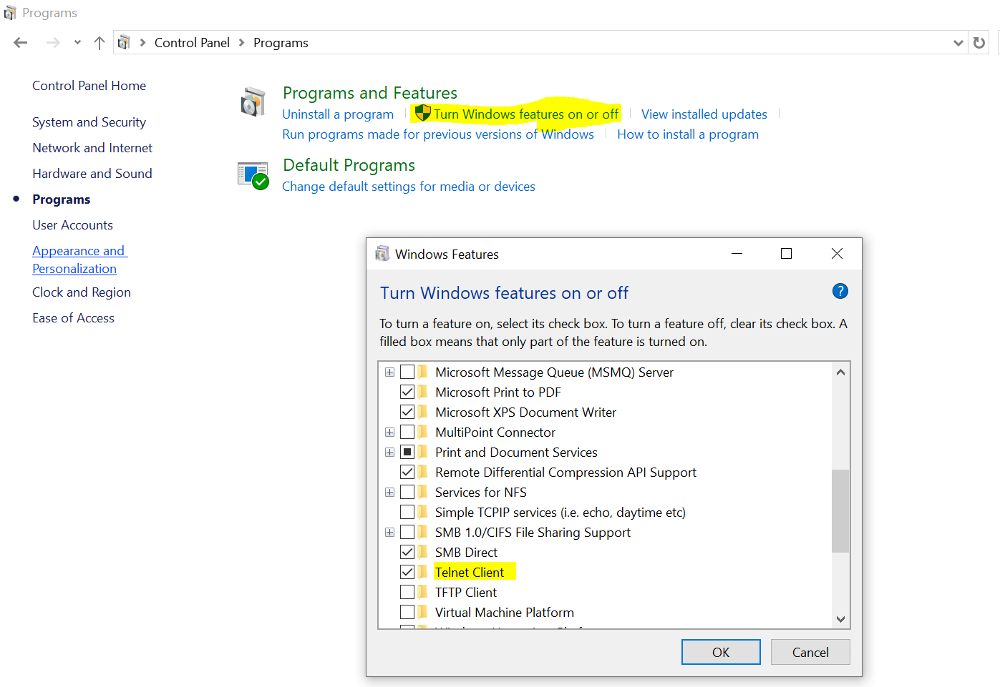 Programs
Control Panel
Programs
Control Panel Home
System and Security
Network and Internet
Hardware and Sound
Programs
User Accounts
Appearance and
Personalization
Clock and Region
Ease of Access
Programs and Features
Uninstall a program
Turn Windows features on or off
View installed updates
Run programs made for previous versions of Windows
How to install a program
Default Programs
Change default settings for media or devices
Windows Features
Turn Windows features on or off
?
To turn a feature on, select its check box. To turn a feature off, clear its check box. A
filled box means that only part of the feature is turned on.
Microsoft Message Queue (MSMQ) Server
Microsoft Print to PDF
Microsoft XPS Document Writer
MultiPoint Connector
Print and Document Services
Remote Differential Compression API Support
Services for NFS
Simple TCPIP services (i.e. echo, daytime etc)
SMB 1.0/CIFS File Sharing Support
SMB Direct
Telnet Client
TFTP Client
Virtual Machine Platform
OK
Cancel